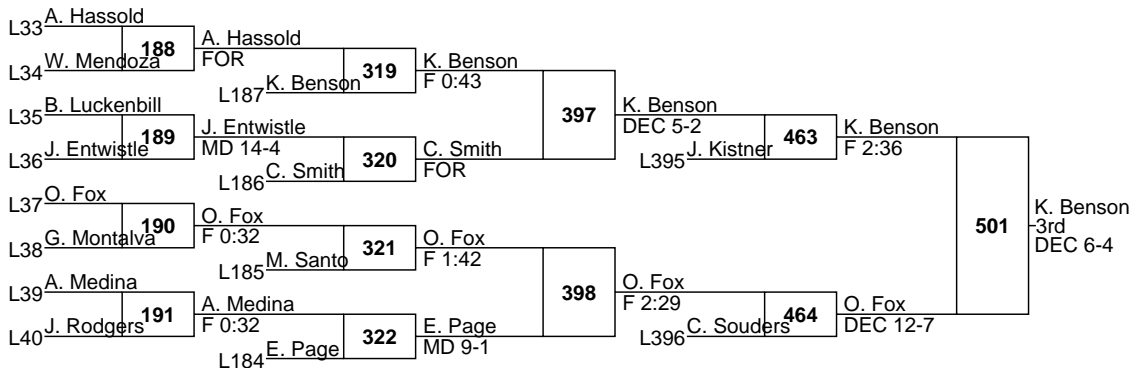 L33 A. Hassold
188
L34 W. Mendoza
A. Hassold
FOR
L187 K. Benson
319
K. Benson
F 0:43
L35 B. Luckenbill
189
L36 J. Entwistle
J. Entwistle
MD 14-4
L186 C. Smith
320
C. Smith
FOR
397
K. Benson
DEC 5-2
L395 J. Kistner
463
K. Benson
F 2:36
L37 O. Fox
190
L38 G. Montalva
O. Fox
F 0:32
L185 M. Santo
321
O. Fox
F 1:42
L39 A. Medina
191
L40 J. Rodgers
A. Medina
F 0:32
L184 E. Page
322
E. Page
MD 9-1
398
O. Fox
F 2:29
L396 C. Souders
464
O. Fox
DEC 12-7
501
K. Benson
3rd
DEC 6-4